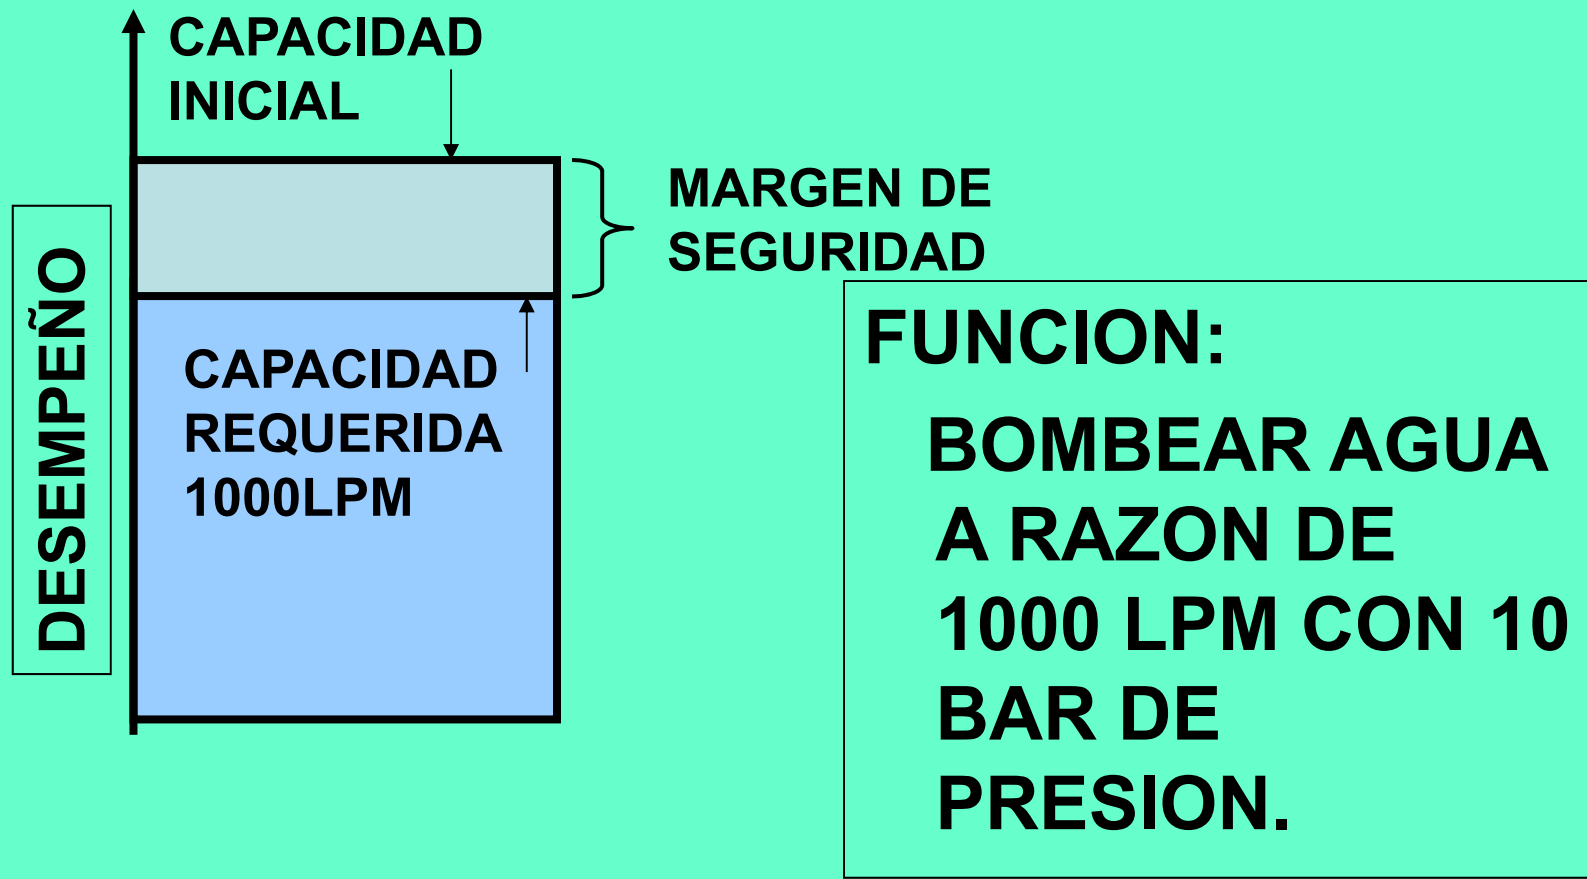 CAPACIDAD
INICIAL
MARGEN DE
SEGURIDAD
DESEMPEÑO
CAPACIDAD
REQUERIDA
1000LPM
FUNCION:
BOMBEAR AGUA
A RAZON DE
1000 LPM CON 10
BAR DE
PRESION.